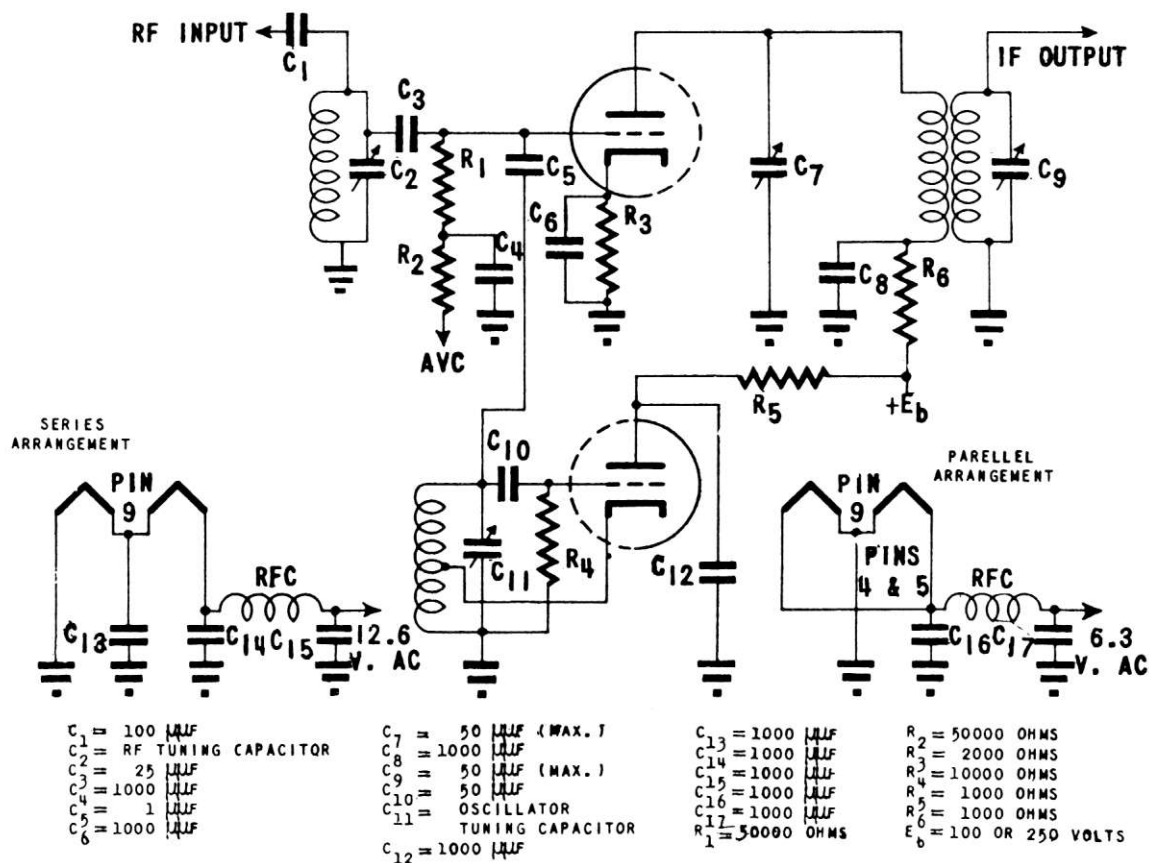 RF INPUT
C1
IF OUTPUT
C3
C2
R1
C5
C7
C9
C6
R3
R2
C4
C8
R6
AVC
R5
+Eb
SERIES
ARRANGEMENT
PARELLEL
ARRANGEMENT
C10
PIN
9
PIN
9
R4
C11
C12
PINS
4 & 5
RFC
RFC
C13
C14
C15
12.6
V. AC
C16
C17
6.3
V. AC
C1 = 100 µµF
C2 = RF TUNING CAPACITOR
C3 = 25 µµF
C4 = 1000 µµF
C5 = 1 µµF
C6 = 1000 µµF
C7 = 50 µµF (MAX.)
C8 = 1000 µµF
C9 = 50 µµF (MAX.)
C10 = 50 µµF
C11 = OSCILLATOR
TUNING CAPACITOR
C12 = 1000 µµF
C13 = 1000 µµF
C14 = 1000 µµF
C15 = 1000 µµF
C16 = 1000 µµF
C17 = 1000 µµF
R1 = 50000 OHMS
R2 = 50000 OHMS
R3 = 2000 OHMS
R4 = 10000 OHMS
R5 = 1000 OHMS
R6 = 1000 OHMS
Eb = 100 OR 250 VOLTS